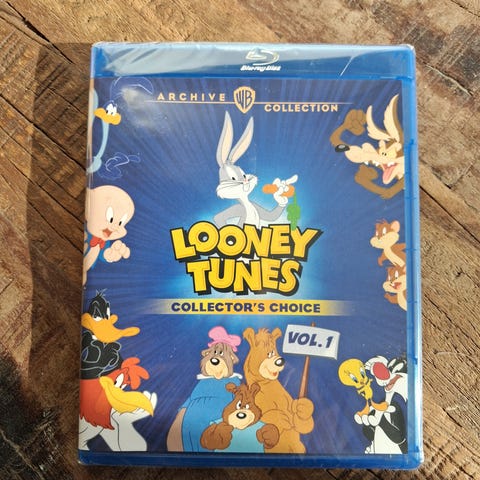 Blu-ray Disc
ARCHIVE WB COLLECTION
LOONEY
TUNES
COLLECTOR'S CHOICE
VOL.1